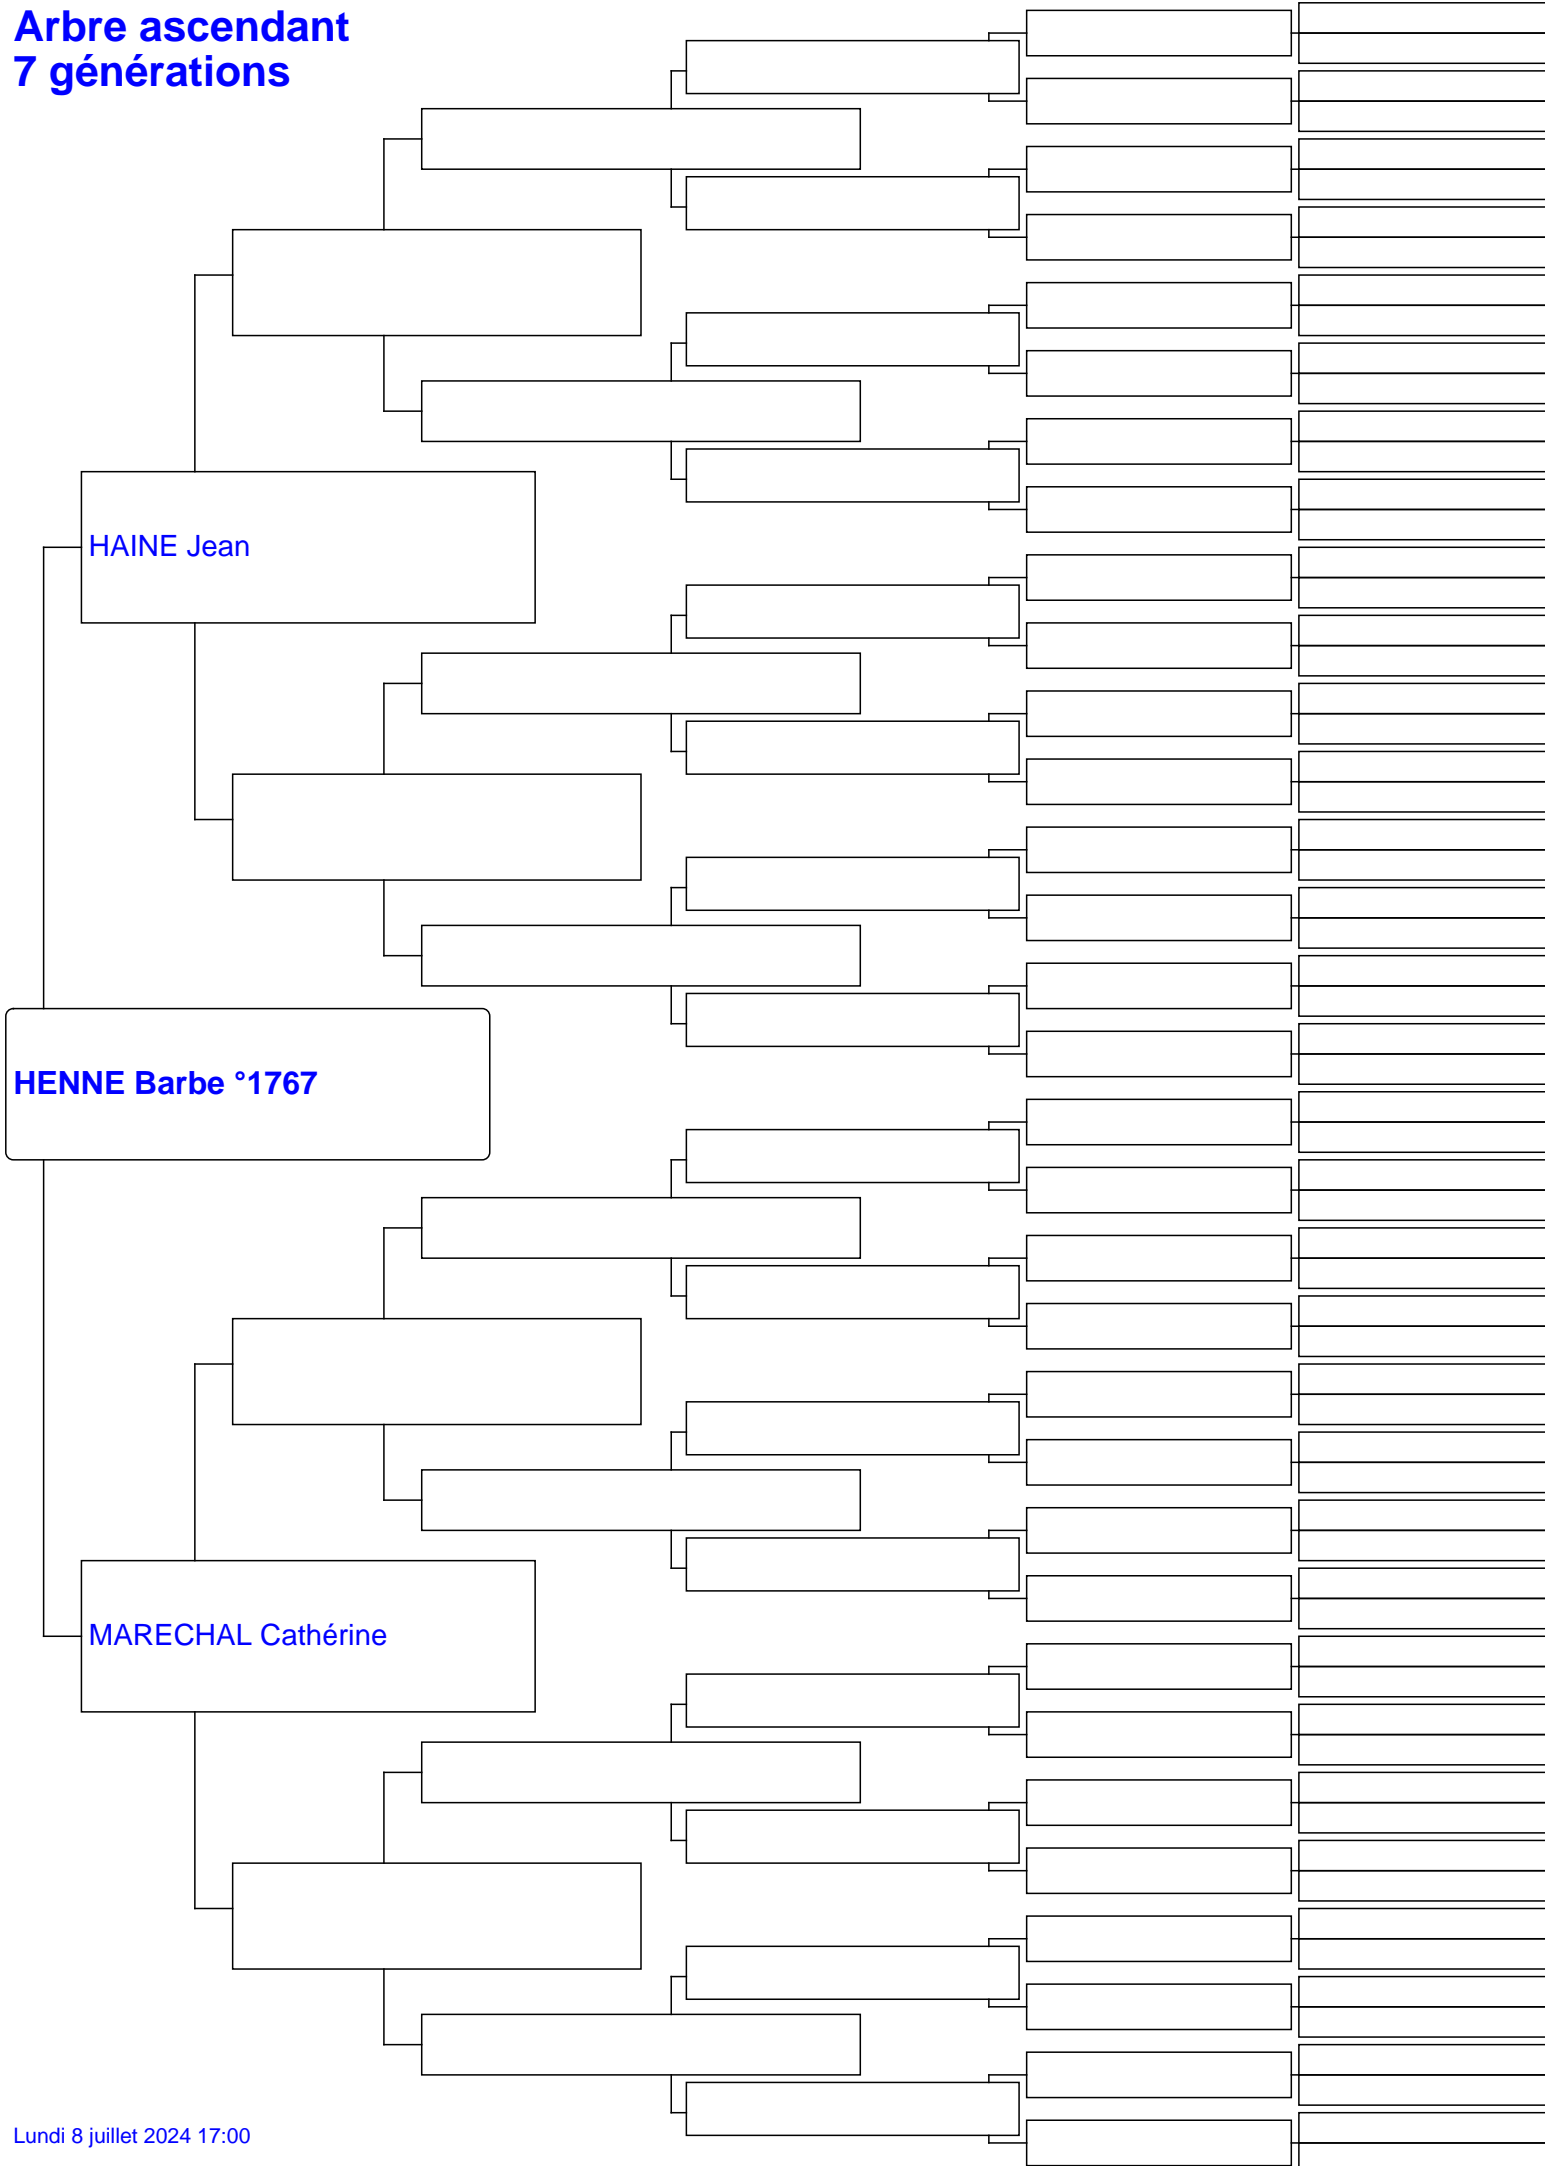 Arbre ascendant
7 générations
HAINE Jean
HENNE Barbe °1767
MARECHAL Cathérine
Lundi 8 juillet 2024 17:00